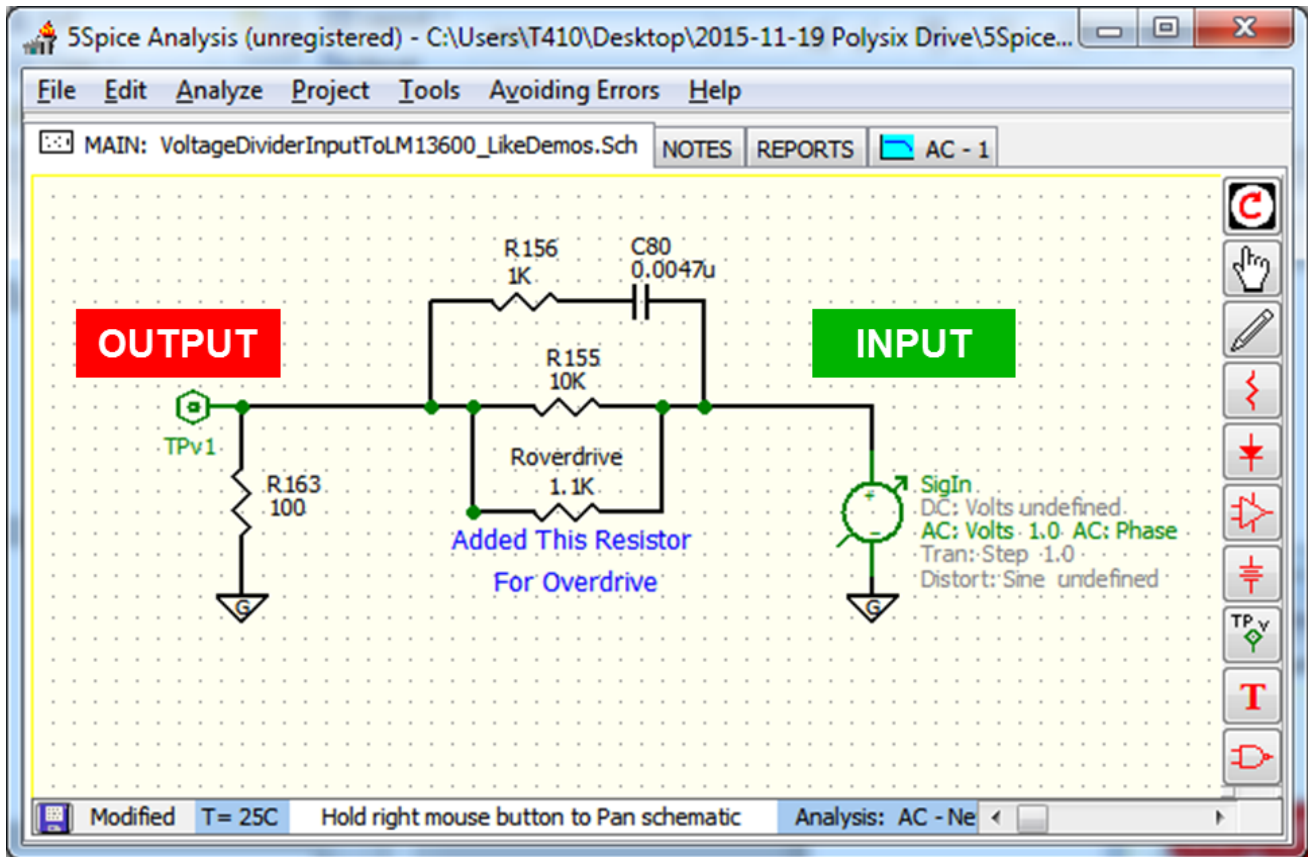 5Spice Analysis (unregistered) - C:\Users\T410\Desktop\2015-11-19 Polysix Drive\5Spice...
File Edit Analyze Project Tools Avoiding Errors Help
MAIN: VoltageDividerInputToLM13600_LikeDemos.Sch NOTES REPORTS AC - 1
R156
1K
C80
0.0047u
OUTPUT
INPUT
R155
10K
TPv1
R163
100
Roverdrive
1.1K
Added This Resistor
For Overdrive
SigIn
DC: Volts undefined
AC: Volts 1.0 AC: Phase
Tran: Step 1.0
Distort: Sine undefined
G
G
TP v
T
Modified T= 25C Hold right mouse button to Pan schematic Analysis: AC - Ne